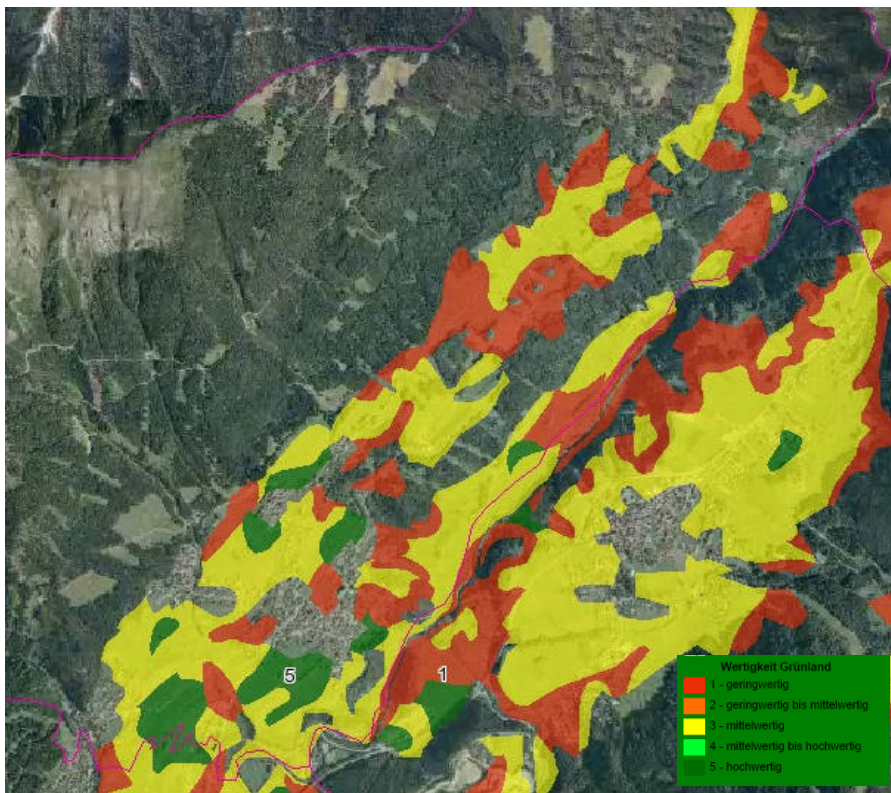 5
1
Wertigkeit Grünland
1 - geringwertig
2 - geringwertig bis mittelwertig
3 - mittelwertig
4 - mittelwertig bis hochwertig
5 - hochwertig